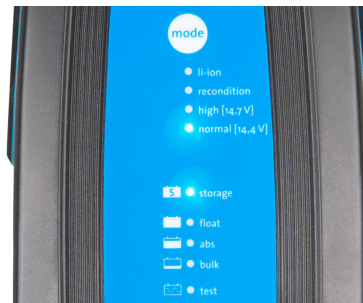 mode
li-ion
recondition
high [14,7 V]
normal [14,4 V]
S storage
float
abs
bulk
test